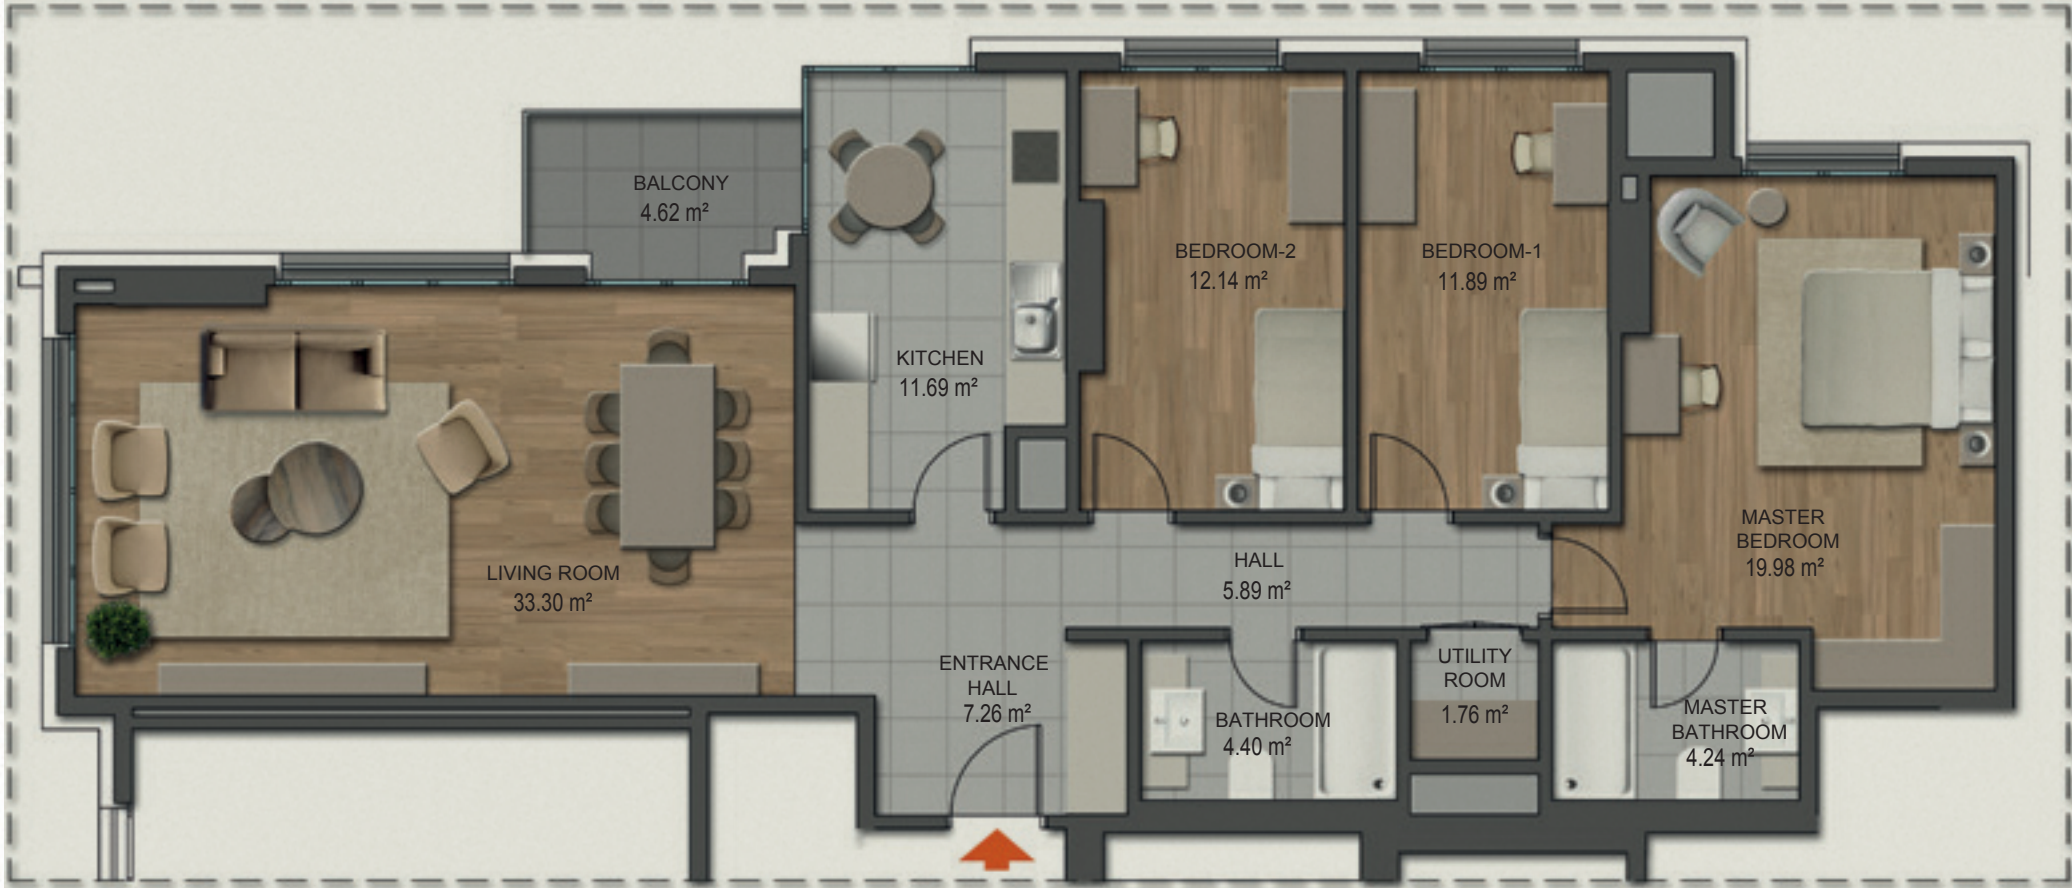 BALCONY
4.62 m²
KITCHEN
11.69 m²
BEDROOM-2
12.14 m²
BEDROOM-1
11.89 m²
MASTER
BEDROOM
19.98 m²
LIVING ROOM
33.30 m²
HALL
5.89 m²
ENTRANCE
HALL
7.26 m²
BATHROOM
4.40 m²
UTILITY
ROOM
1.76 m²
MASTER
BATHROOM
4.24 m²